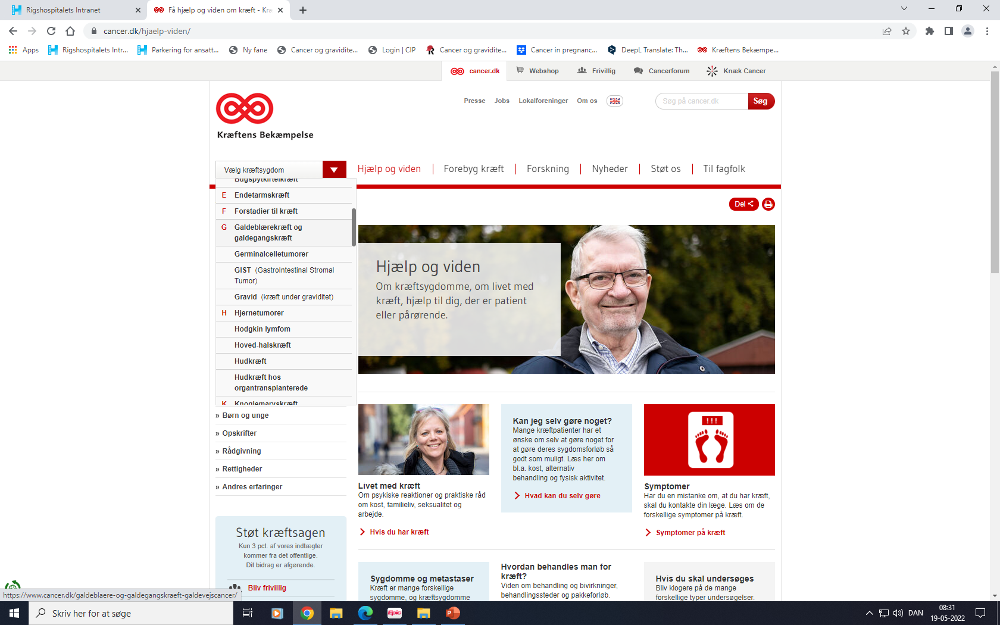 Rigshospitalets Intranet
Få hjælp og viden om kræft - Kræ
cancer.dk/hjaelp-viden/
Apps
Rigshospitalets Intr...
Parkering for ansatt...
Ny fane
Cancer og gravidite...
Login | CIP
Cancer og gravidite...
Cancer in pregnanc...
DeepL Translate: Th...
Kræftens Bekæmpe...
cancer.dk
Webshop
Frivillig
Cancerforum
Knæk Cancer
Kræftens Bekæmpelse
Presse
Jobs
Lokalforeninger
Om os
Søg på cancer.dk
Søg
Vælg kræftsygdom
Hjælp og viden
Forebyg kræft
Forskning
Nyheder
Støt os
Til fagfolk
Bugspytkirtelkræft
E Endetarmskræft
F Forstadier til kræft
G Galdeblærekræft og
galdegangskræft
Germinalcelletumorer
GIST (GastroIntestinal Stromal
Tumor)
Gravid (kræft under graviditet)
H Hjernetumorer
Hodgkin lymfom
Hoved-halskræft
Hudkræft
Hudkræft hos
organtransplanterede
K Knoglemarvskræft
» Børn og unge
» Opskrifter
» Rådgivning
» Rettigheder
» Andres erfaringer
Støt kræftsagen
Kun 3 pct. af vores indtægter
kommer fra det offentlige.
Dit bidrag er afgørende.
Bliv frivillig
Del
Hjælp og viden
Om kræftsygdomme, om livet med
kræft, hjælp til dig, der er patient
eller pårørende.
Livet med kræft
Om psykiske reaktioner og praktiske råd
om kost, familieliv, seksualitet og
arbejde.
Hvis du har kræft
Kan jeg selv gøre noget?
Mange kræftpatienter har et
ønske om selv at gøre noget for
at gøre deres sygdomsforløb så
godt som muligt. Læs her om
bl.a. kost, alternativ
behandling og fysisk aktivitet.
Hvad kan du selv gøre
!!!
Symptomer
Har du en mistanke om, at du har kræft,
skal du kontakte din læge. Læs om de
forskellige symptomer på kræft.
Symptomer på kræft
Sygdomme og metastaser
Kræft er mange forskellige
sygdomme, og kræftsygdomme
Hvordan behandles man for
kræft?
Viden om behandling og bivirkninger,
behandlingssteder og pakkeforløb.
Hvis du skal undersøges
Bliv klogere på de mange
forskellige typer undersøgelser.
https://www.cancer.dk/galdeblaere-og-galdegangskraeft-galdevejscancer/
Skriv her for at søge
Epic
P
DAN
08:31
19-05-2022